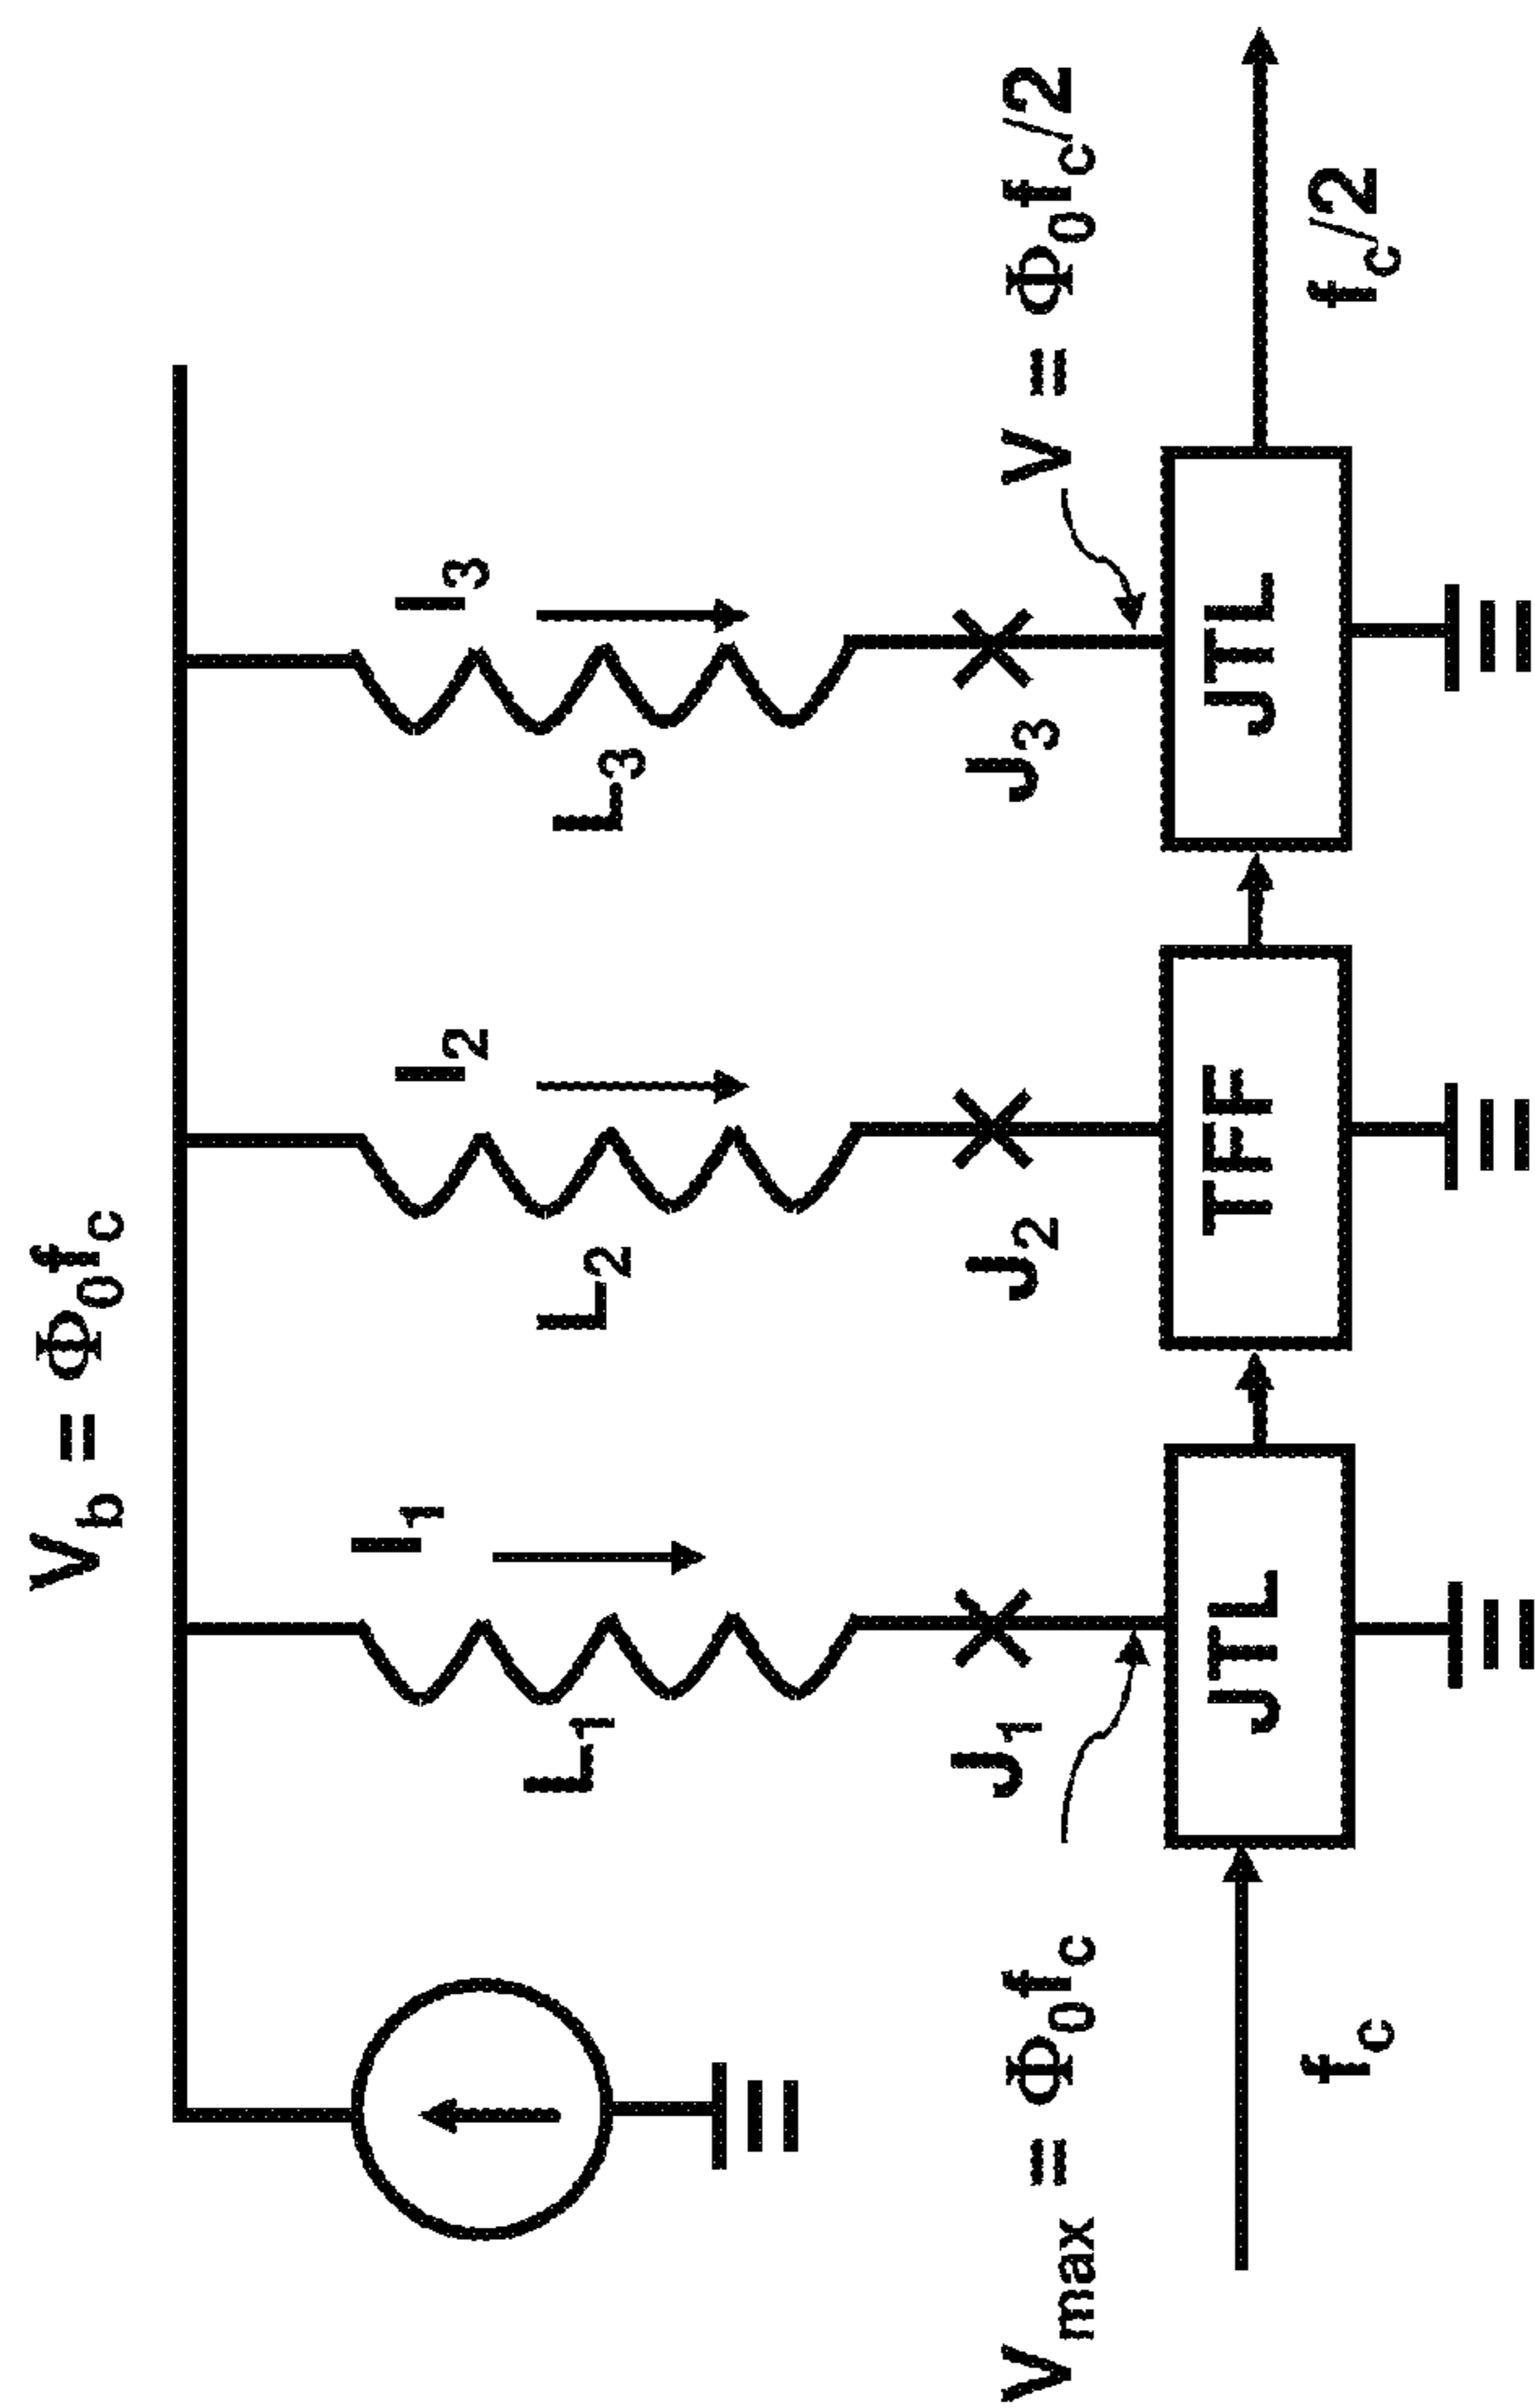 V_b = Φ_0f_c
I_1
I_2
I_3
L_1
L_2
L_3
J_1
J_2
J_3
V_max = Φ_0f_c
V = Φ_0f_c/2
JTL
TFF
JTL
f_c
f_c/2